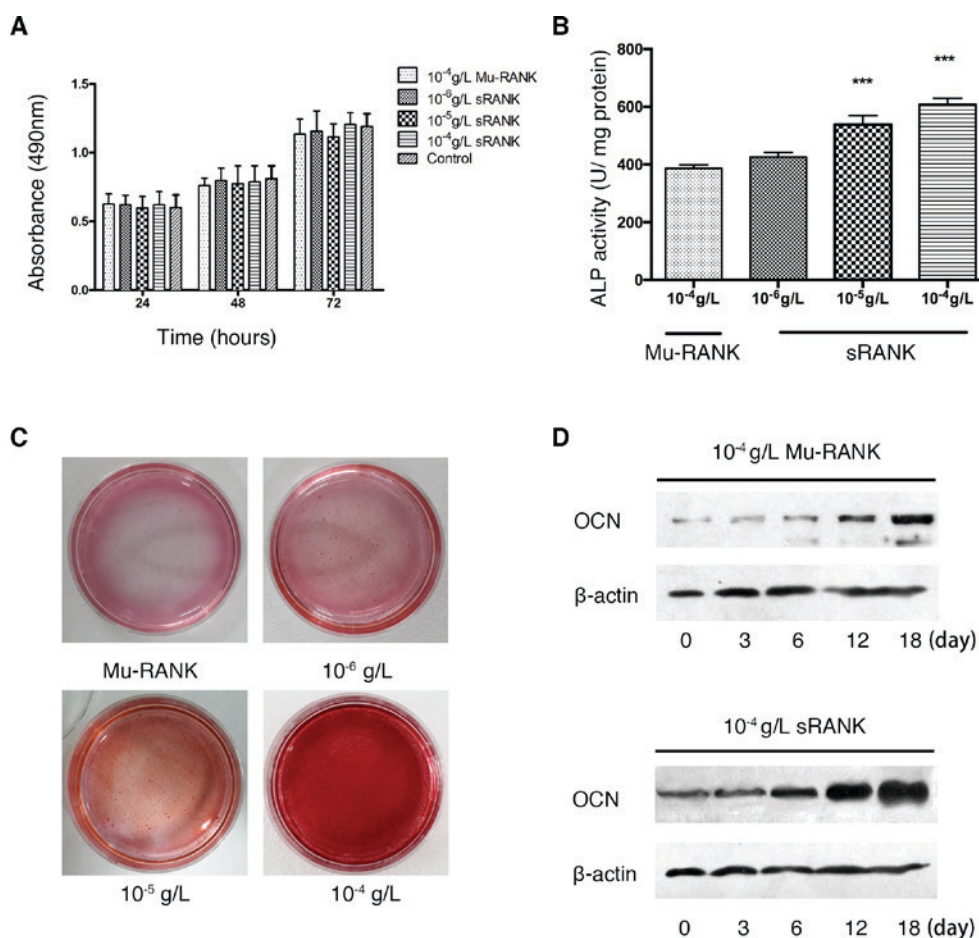 A
Absorbance (490nm)
1.5
1.0
0.5
0.0
24 48 72
Time (hours)
10⁻⁴g/L Mu-RANK
10⁻⁶g/L sRANK
10⁻⁵g/L sRANK
10⁻⁴g/L sRANK
Control
B
ALP activity (U/ mg protein)
800
600
400
200
0
***
***
10⁻⁴g/L 10⁻⁶g/L 10⁻⁵g/L 10⁻⁴g/L
Mu-RANK sRANK
C
Mu-RANK 10⁻⁶ g/L
10⁻⁵ g/L 10⁻⁴ g/L
D
10⁻⁴ g/L Mu-RANK
OCN
β-actin
0 3 6 12 18 (day)
10⁻⁴ g/L sRANK
OCN
β-actin
0 3 6 12 18 (day)